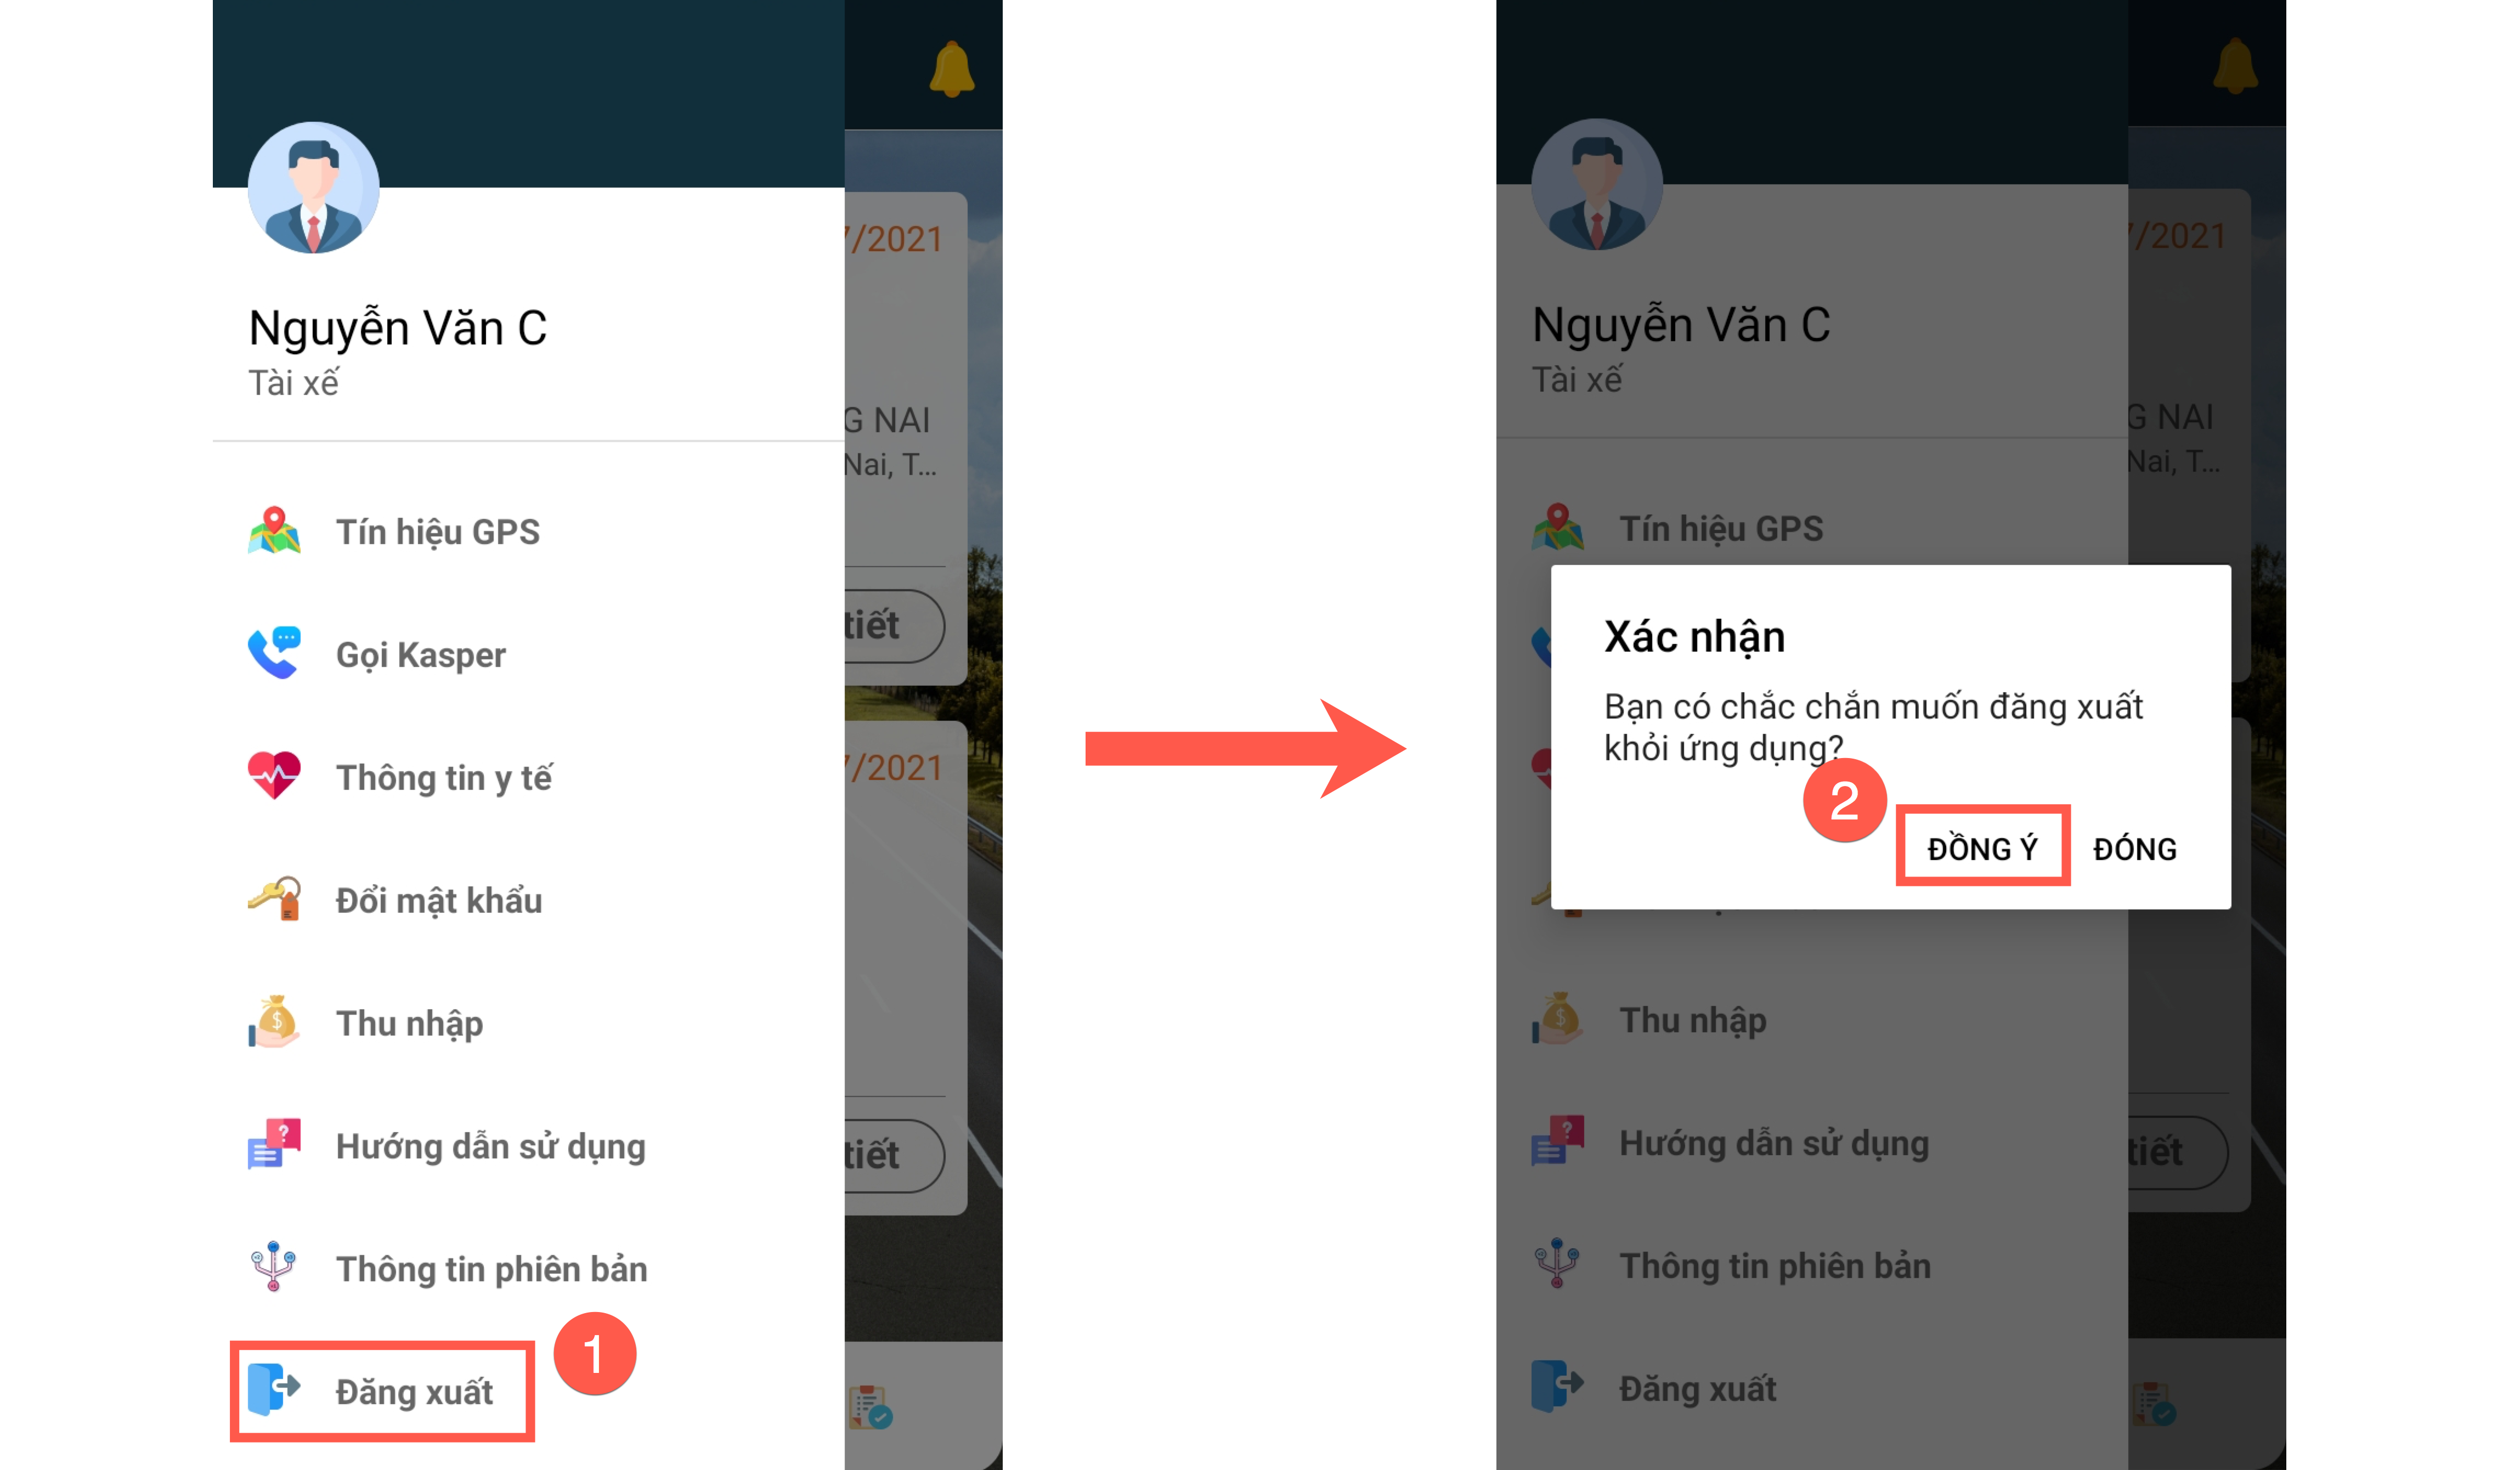 Nguyễn Văn C
Tài xế
Tín hiệu GPS
Gọi Kasper
Thông tin y tế
Đổi mật khẩu
Thu nhập
Hướng dẫn sử dụng
Thông tin phiên bản
Đăng xuất
1
7/2021
G NAI
Nai, T...
tiết
7/2021
tiết
Nguyễn Văn C
Tài xế
Tín hiệu GPS
Xác nhận
Bạn có chắc chắn muốn đăng xuất
khỏi ứng dụng?
2
ĐỒNG Ý ĐÓNG
Thu nhập
Hướng dẫn sử dụng
Thông tin phiên bản
Đăng xuất
7/2021
G NAI
Nai, T...
tiết